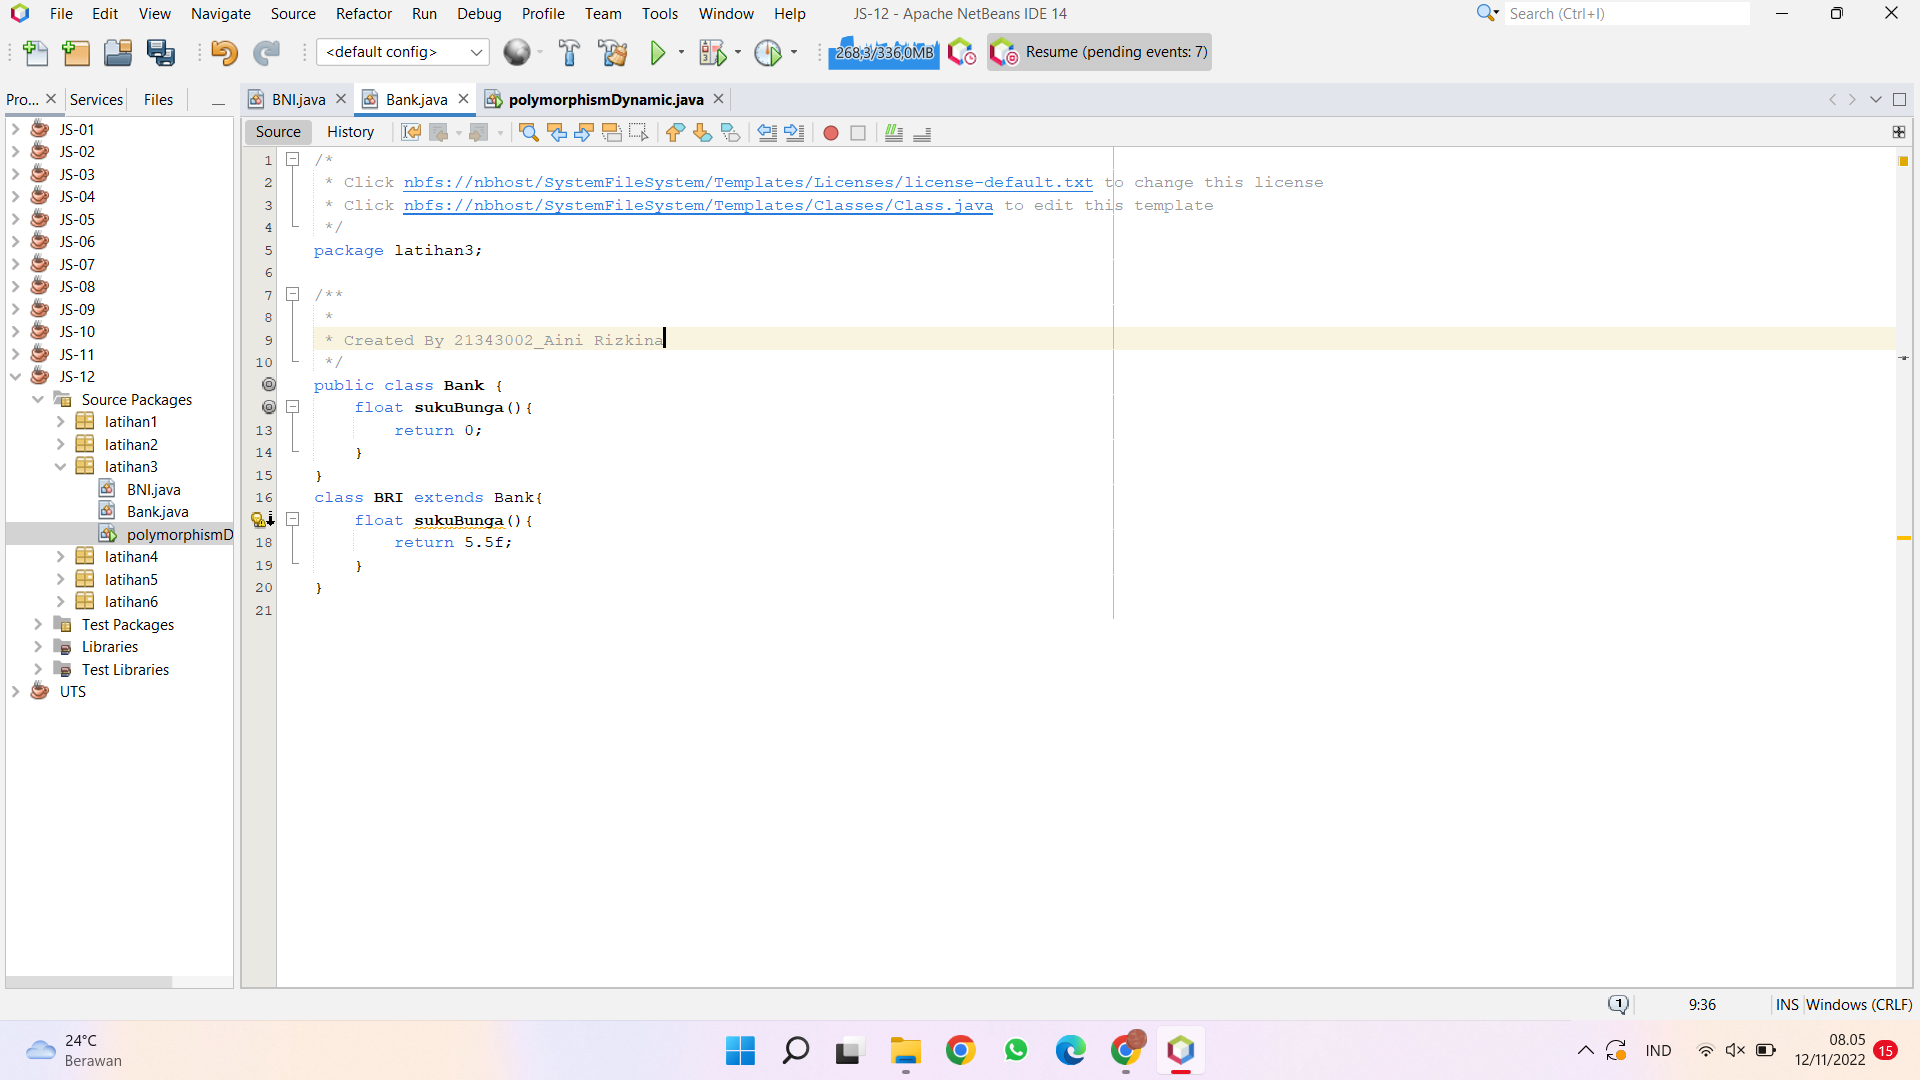 File Edit View Navigate Source Refactor Run Debug Profile Team Tools Window Help JS-12 - Apache NetBeans IDE 14 Search (Ctrl+I)
<default config> 268,3/336,0MB Resume (pending events: 7)
Pro... Services Files BNI.java Bank.java polymorphismDynamic.java
Source History
JS-01
JS-02
JS-03
JS-04
JS-05
JS-06
JS-07
JS-08
JS-09
JS-10
JS-11
JS-12
Source Packages
latihan1
latihan2
latihan3
BNI.java
Bank.java
polymorphismD
latihan4
latihan5
latihan6
Test Packages
Libraries
Test Libraries
UTS
1 /*
2 * Click nbfs://nbhost/SystemFileSystem/Templates/Licenses/license-default.txt to change this license
3 * Click nbfs://nbhost/SystemFileSystem/Templates/Classes/Class.java to edit this template
4 */
5 package latihan3;
6
7 /**
8 *
9 * Created By 21343002_Aini Rizkina
10 */
public class Bank {
float sukuBunga(){
13 return 0;
14 }
15 }
16 class BRI extends Bank{
float sukuBunga(){
18 return 5.5f;
19 }
20 }
21
1 9:36 INS Windows (CRLF)
24°C
Berawan
IND
08.05
12/11/2022
15